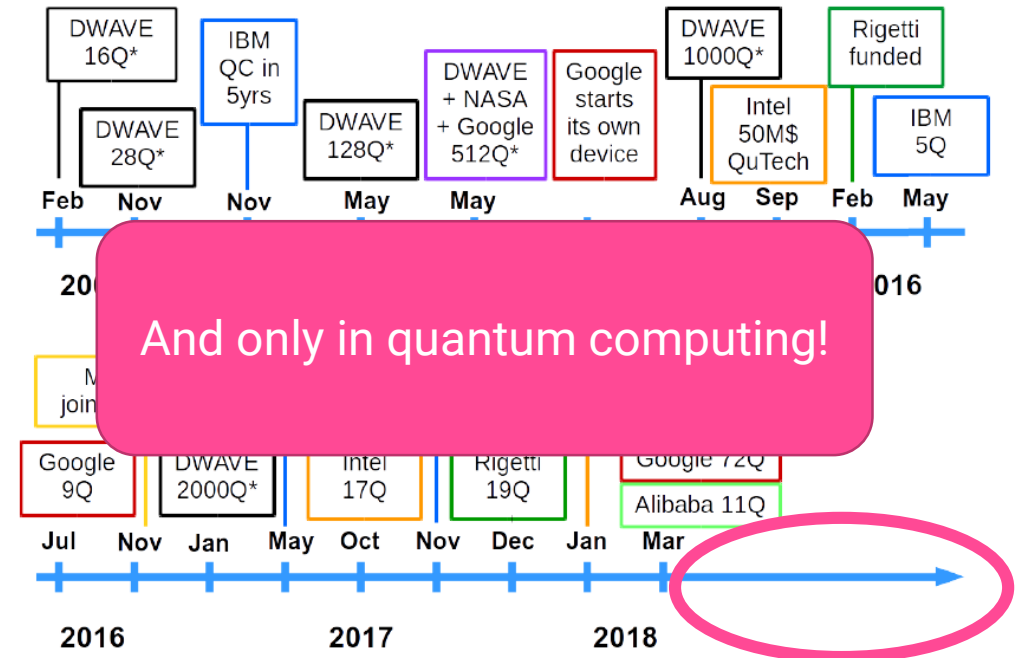 DWAVE
16Q*
DWAVE
28Q*
IBM
QC in
5yrs
DWAVE
128Q*
DWAVE
+ NASA
+ Google
512Q*
Google
starts
its own
device
DWAVE
1000Q*
Intel
50M$
QuTech
Rigetti
funded
IBM
5Q
Feb Nov Nov May May Aug Sep Feb May
And only in quantum computing!
Google
9Q
DWAVE
2000Q*
Intel
17Q
Rigetti
19Q
Google 72Q
Alibaba 11Q
Jul Nov Jan May Oct Nov Dec Jan Mar
2016 2017 2018